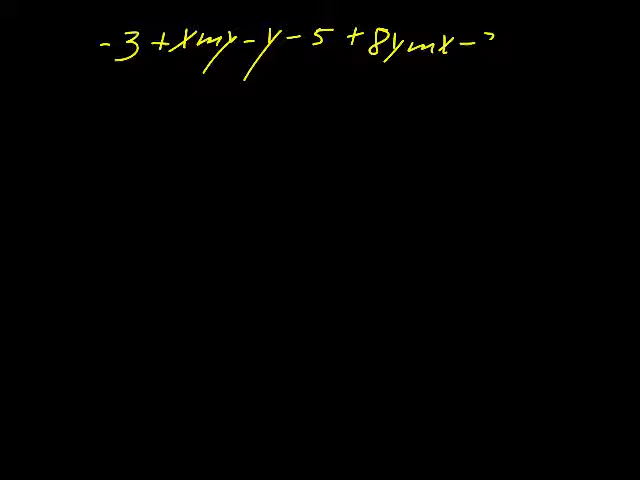 -3 + xmy - y - 5 + 8ymx -